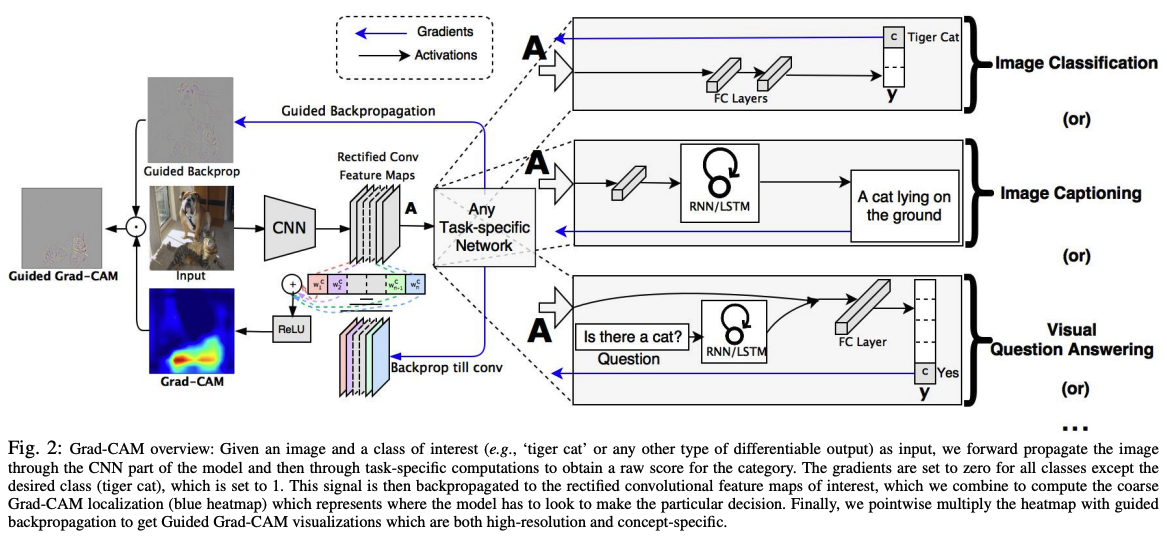 Gradients
Activations
A
c Tiger Cat
FC Layers
y
Image Classification
(or)
Guided Backpropagation
Guided Backprop
Rectified Conv
Feature Maps
A
Any
Task-specific
Network
CNN
Input
Guided Grad-CAM
+
w1c w2c wn-1c wnc
ReLU
Grad-CAM
Backprop till conv
A
RNN/LSTM
A cat lying on
the ground
Image Captioning
(or)
A
Is there a cat?
Question
RNN/LSTM
FC Layer
c Yes
y
Visual
Question Answering
(or)
...
Fig. 2: Grad-CAM overview: Given an image and a class of interest (e.g., ‘tiger cat’ or any other type of differentiable output) as input, we forward propagate the image
through the CNN part of the model and then through task-specific computations to obtain a raw score for the category. The gradients are set to zero for all classes except the
desired class (tiger cat), which is set to 1. This signal is then backpropagated to the rectified convolutional feature maps of interest, which we combine to compute the coarse
Grad-CAM localization (blue heatmap) which represents where the model has to look to make the particular decision. Finally, we pointwise multiply the heatmap with guided
backpropagation to get Guided Grad-CAM visualizations which are both high-resolution and concept-specific.